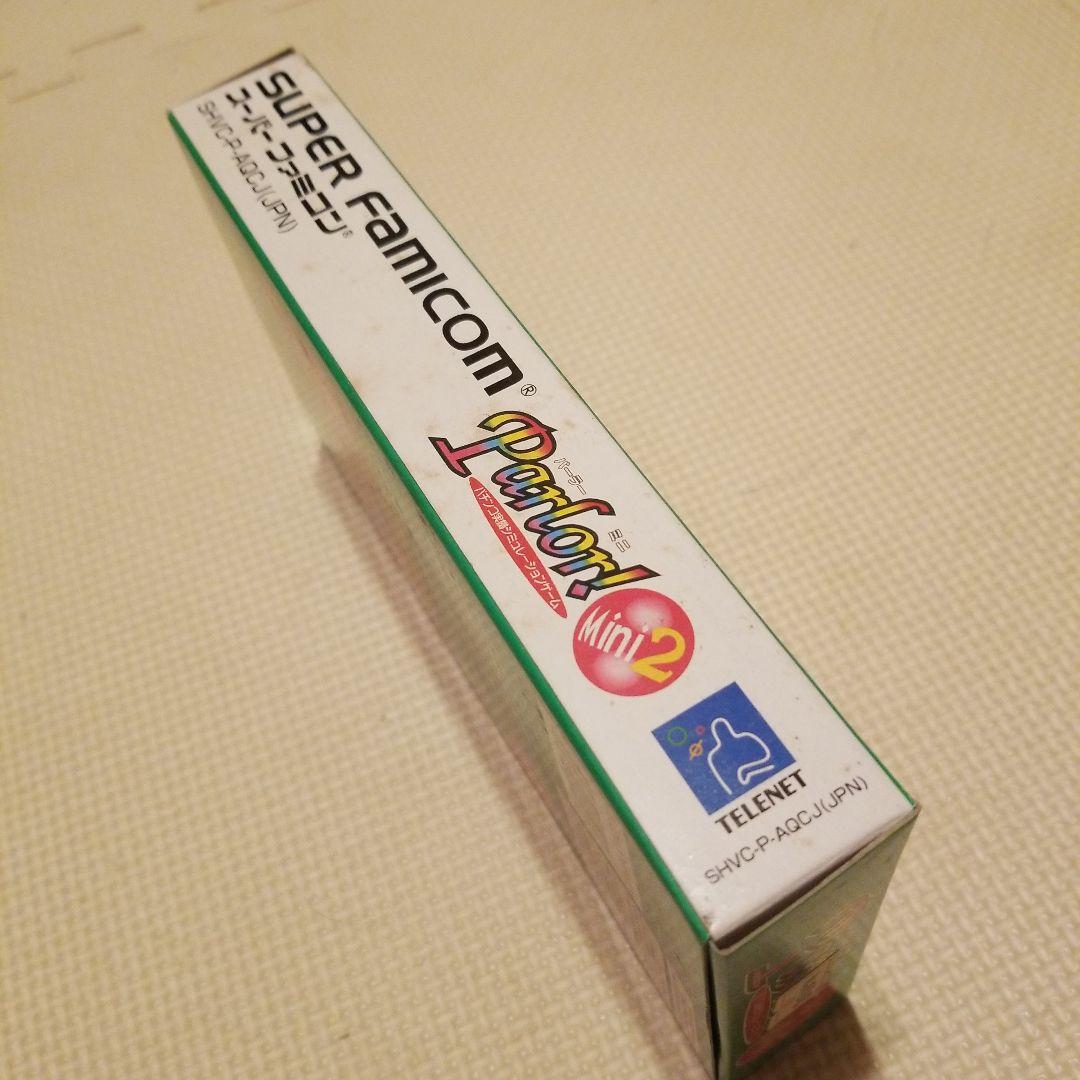 SUPER FAMICOM®
スーパーファミコン®
SHVC-P-AQCJ(JPN)
パーラー ミニ
Parlor!
パチンコ実機シミュレーションゲーム
Mini 2
TELENET
SHVC-P-AQCJ(JPN)